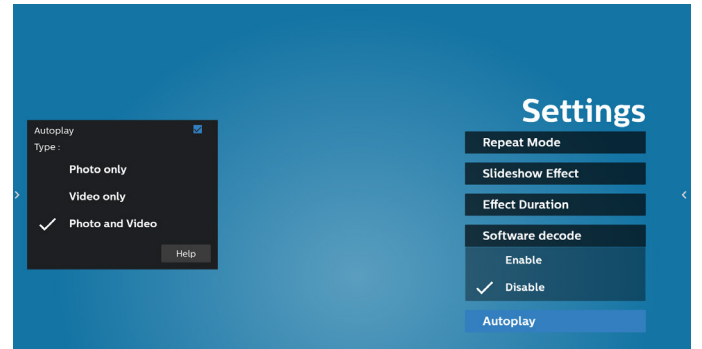 Settings
Autoplay
Type :
Photo only
Video only
Photo and Video
Help
Repeat Mode
Slideshow Effect
Effect Duration
Software decode
Enable
Disable
Autoplay